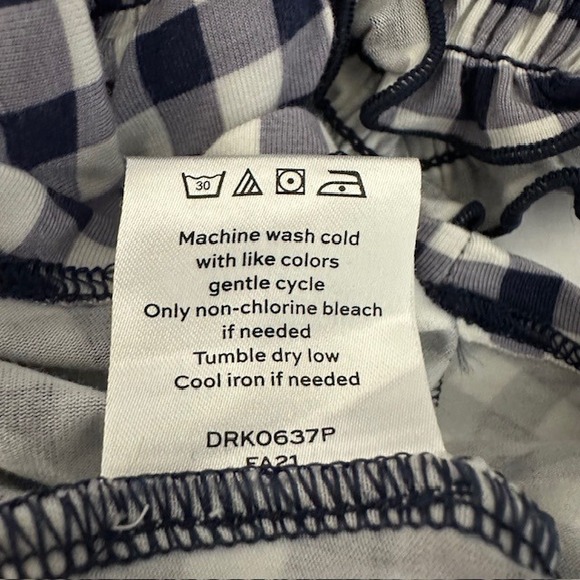 30
Machine wash cold
with like colors
gentle cycle
Only non-chlorine bleach
if needed
Tumble dry low
Cool iron if needed
DRK0637P
FA21